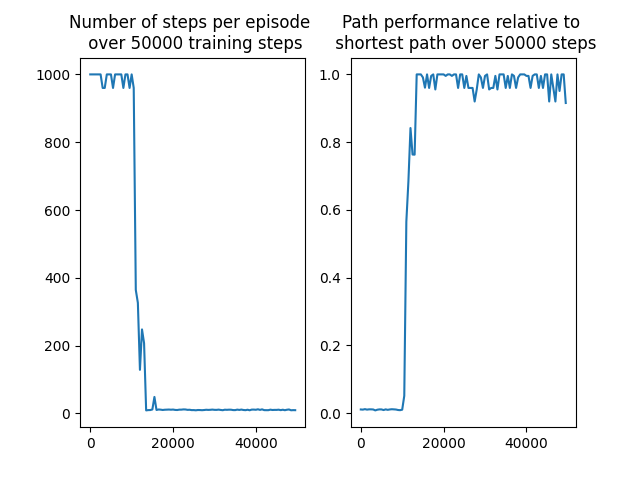 Number of steps per episode
over 50000 training steps
1000
800
600
400
200
0
0 20000 40000
Path performance relative to
shortest path over 50000 steps
1.0
0.8
0.6
0.4
0.2
0.0
0 20000 40000